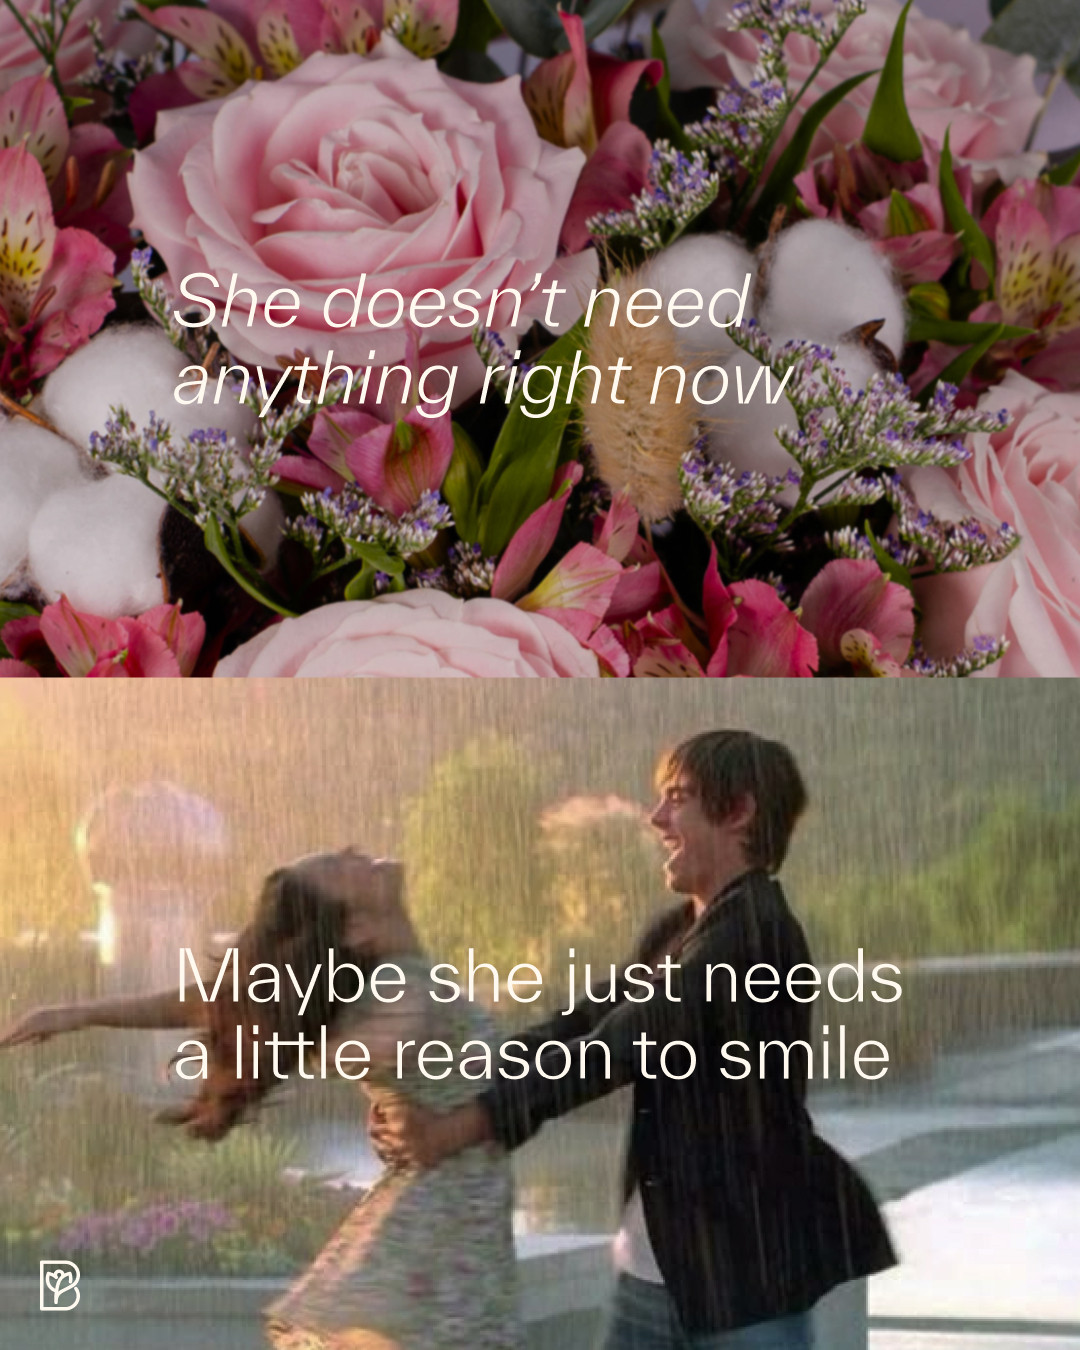 She doesn’t need
anything right now
Maybe she just needs
a little reason to smile
B